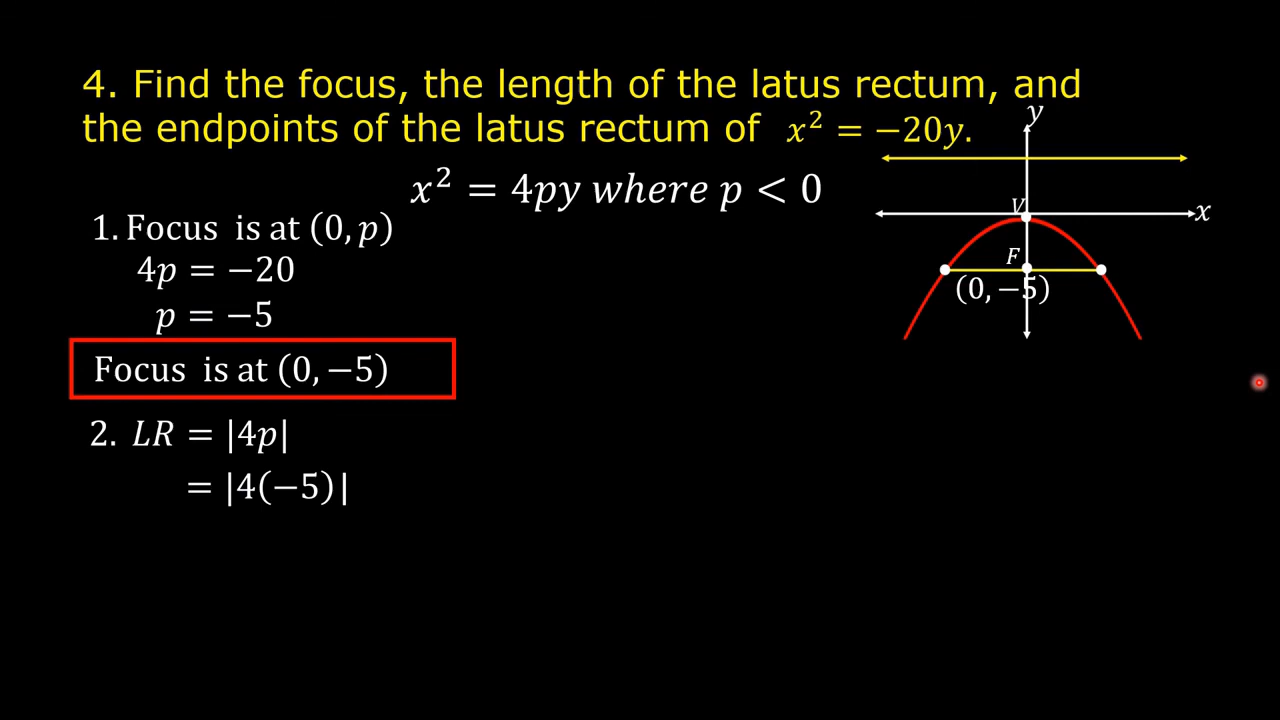 4. Find the focus, the length of the latus rectum, and
the endpoints of the latus rectum of x² = −20y.
x² = 4py where p < 0
1. Focus is at (0, p)
4p = −20
p = −5
Focus is at (0, −5)
2. LR = |4p|
= |4(−5)|
y
V
x
F
(0, −5)